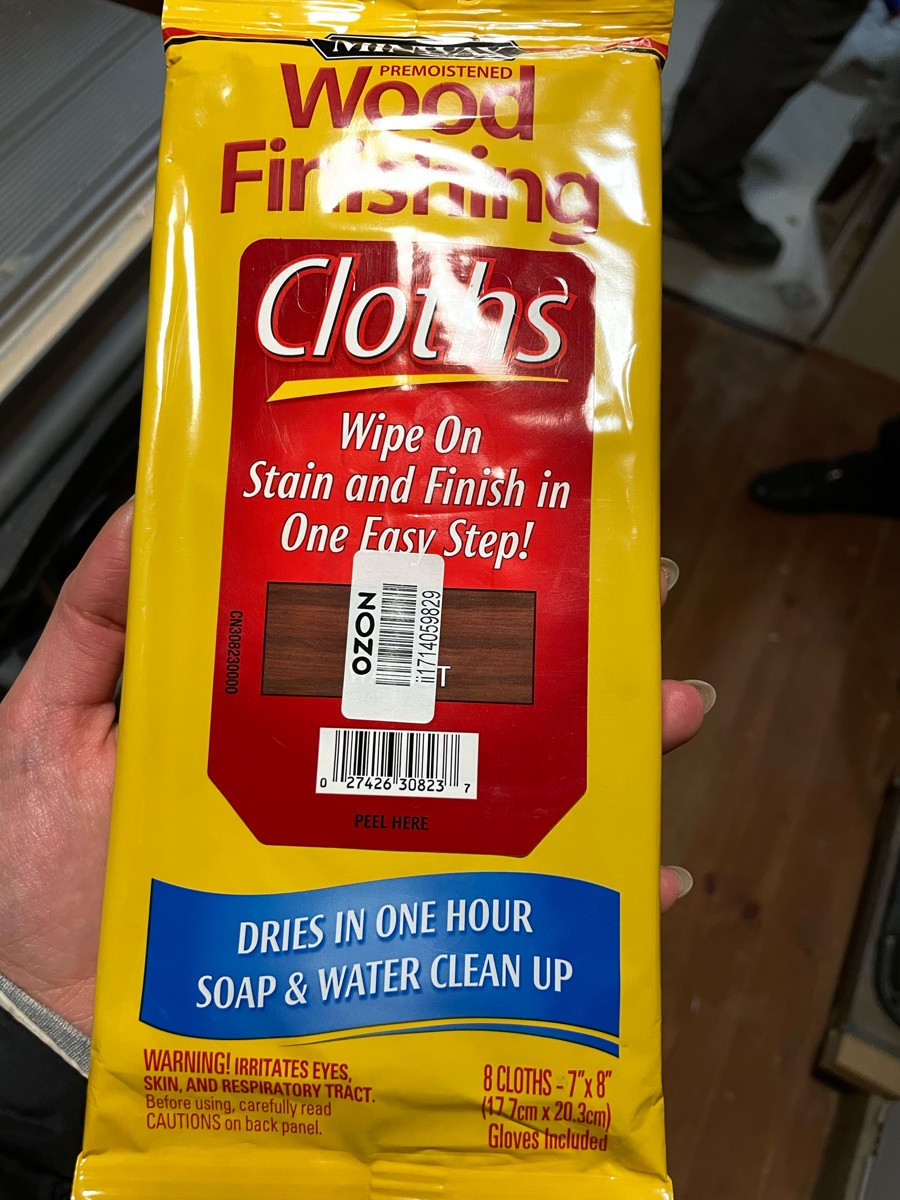 MINWAX
PREMOISTENED
Wood
Finishing
Cloths
Wipe On
Stain and Finish in
One Easy Step!
OZON
ii1714059829
T
CN308230000
0 27426 30823 7
PEEL HERE
DRIES IN ONE HOUR
SOAP & WATER CLEAN UP
WARNING! IRRITATES EYES,
SKIN, AND RESPIRATORY TRACT.
Before using, carefully read
CAUTIONS on back panel.
8 CLOTHS – 7"x 8"
(17.7cm x 20.3cm)
Gloves Included